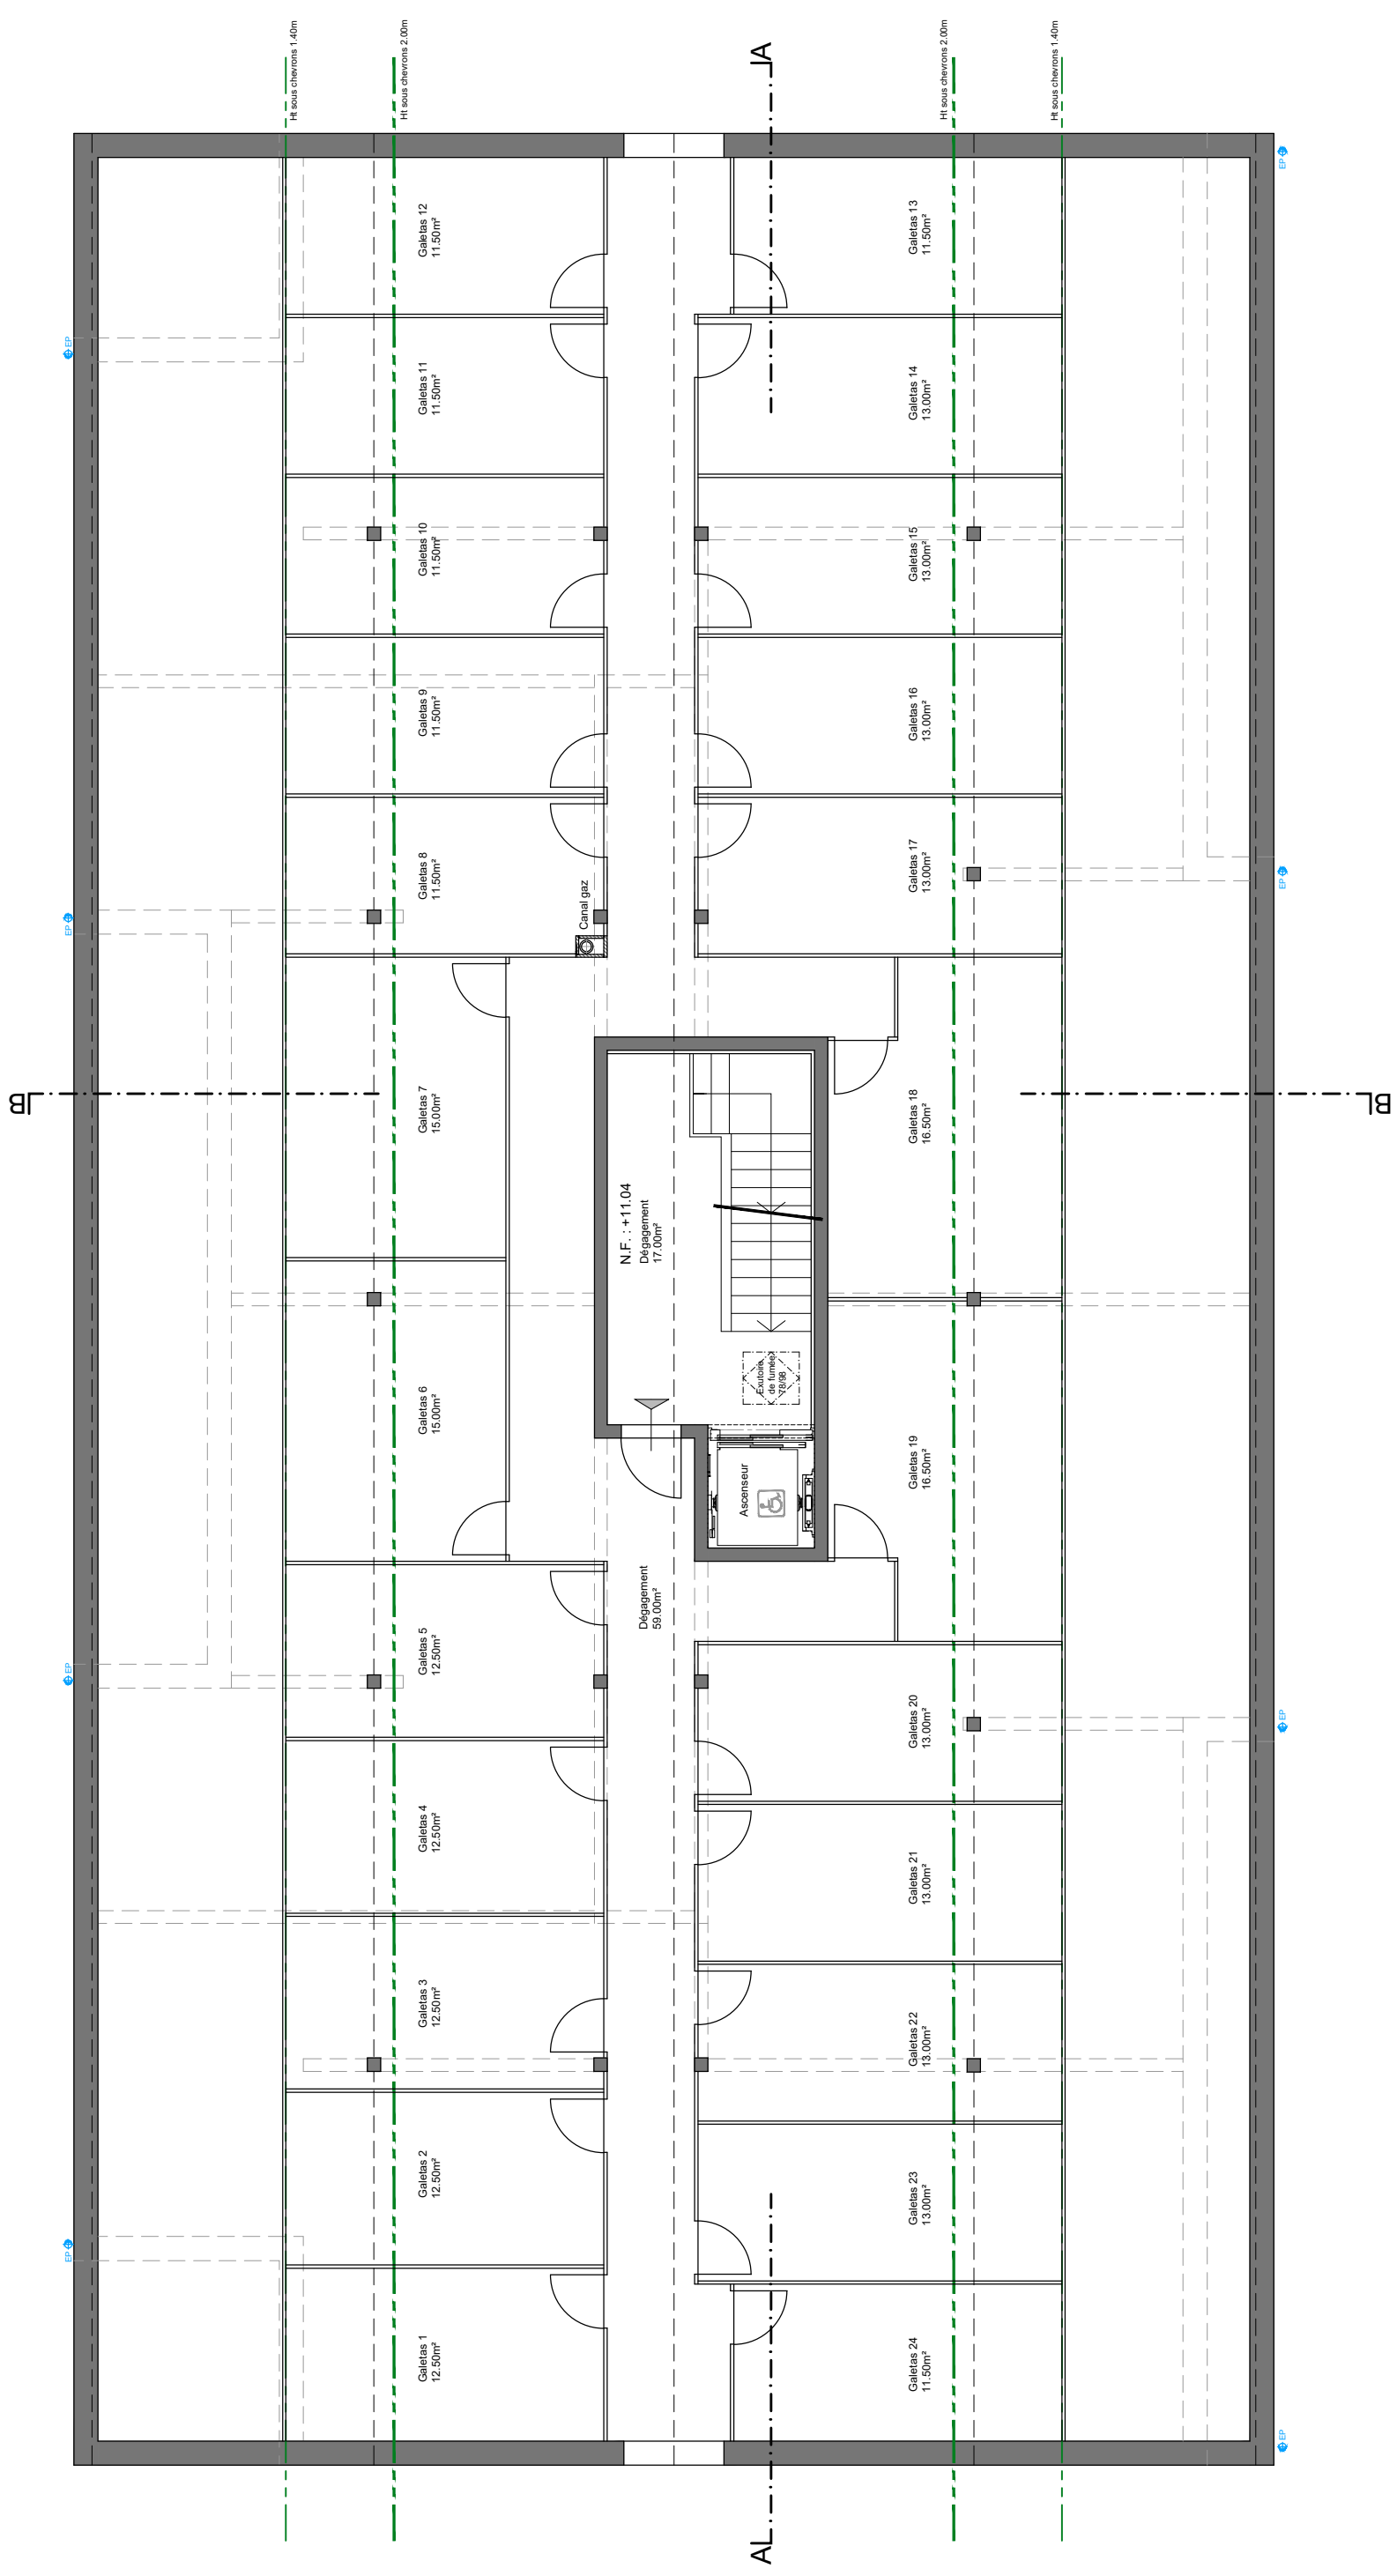 Ht sous chevrons 1.40m
Ht sous chevrons 2.00m
A
Ht sous chevrons 2.00m
Ht sous chevrons 1.40m
EP
Galetas 12
11.50m²
Galetas 13
11.50m²
EP
Galetas 11
11.50m²
Galetas 14
13.00m²
Galetas 10
11.50m²
Galetas 15
13.00m²
Galetas 9
11.50m²
Galetas 16
13.00m²
Galetas 8
11.50m²
Canal gaz
Galetas 17
13.00m²
EP
EP
B
B
Galetas 7
15.00m²
N.F. : +11.04
Dégagement
17.00m²
Galetas 18
16.50m²
Galetas 6
15.00m²
Exutoire
de fumée
78/98
Ascenseur
Galetas 19
16.50m²
Galetas 5
12.50m²
Dégagement
59.00m²
EP
EP
Galetas 20
13.00m²
Galetas 4
12.50m²
Galetas 21
13.00m²
Galetas 3
12.50m²
Galetas 22
13.00m²
Galetas 2
12.50m²
Galetas 23
13.00m²
EP
Galetas 1
12.50m²
Galetas 24
11.50m²
EP
A